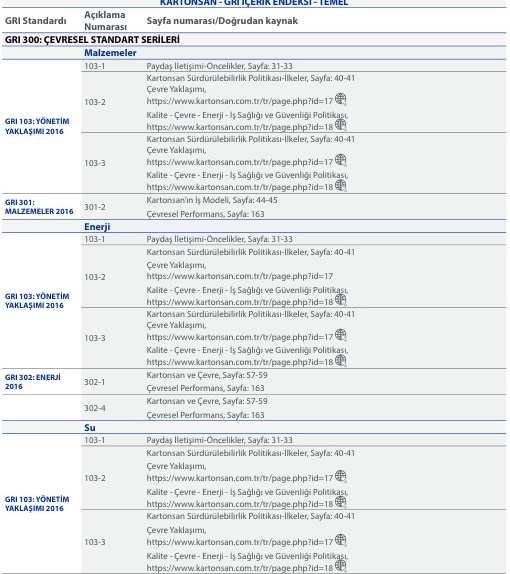 KARTONSAN - GRI İÇERİK ENDEKSİ - TEMEL
GRI Standardı Açıklama Numarası Sayfa numarası/Doğrudan kaynak
GRI 300: ÇEVRESEL STANDART SERİLERİ
Malzemeler
GRI 103: YÖNETİM YAKLAŞIMI 2016
103-1 Paydaş İletişimi-Öncelikler, Sayfa: 31-33
103-2 Kartonsan Sürdürülebilirlik Politikası-İlkeler, Sayfa: 40-41
Çevre Yaklaşımı,
https://www.kartonsan.com.tr/tr/page.php?id=17
Kalite - Çevre - Enerji - İş Sağlığı ve Güvenliği Politikası,
https://www.kartonsan.com.tr/tr/page.php?id=18
103-3 Kartonsan Sürdürülebilirlik Politikası-İlkeler, Sayfa: 40-41
Çevre Yaklaşımı,
https://www.kartonsan.com.tr/tr/page.php?id=17
Kalite - Çevre - Enerji - İş Sağlığı ve Güvenliği Politikası,
https://www.kartonsan.com.tr/tr/page.php?id=18
GRI 301: MALZEMELER 2016
301-2 Kartonsan'ın İş Modeli, Sayfa: 44-45
Çevresel Performans, Sayfa: 163
Enerji
GRI 103: YÖNETİM YAKLAŞIMI 2016
103-1 Paydaş İletişimi-Öncelikler, Sayfa: 31-33
103-2 Kartonsan Sürdürülebilirlik Politikası-İlkeler, Sayfa: 40-41
Çevre Yaklaşımı,
https://www.kartonsan.com.tr/tr/page.php?id=17
Kalite - Çevre - Enerji - İş Sağlığı ve Güvenliği Politikası,
https://www.kartonsan.com.tr/tr/page.php?id=18
103-3 Kartonsan Sürdürülebilirlik Politikası-İlkeler, Sayfa: 40-41
Çevre Yaklaşımı,
https://www.kartonsan.com.tr/tr/page.php?id=17
Kalite - Çevre - Enerji - İş Sağlığı ve Güvenliği Politikası,
https://www.kartonsan.com.tr/tr/page.php?id=18
GRI 302: ENERJİ 2016
302-1 Kartonsan ve Çevre, Sayfa: 57-59
Çevresel Performans, Sayfa: 163
302-4 Kartonsan ve Çevre, Sayfa: 57-59
Çevresel Performans, Sayfa: 163
Su
GRI 103: YÖNETİM YAKLAŞIMI 2016
103-1 Paydaş İletişimi-Öncelikler, Sayfa: 31-33
103-2 Kartonsan Sürdürülebilirlik Politikası-İlkeler, Sayfa: 40-41
Çevre Yaklaşımı,
https://www.kartonsan.com.tr/tr/page.php?id=17
Kalite - Çevre - Enerji - İş Sağlığı ve Güvenliği Politikası,
https://www.kartonsan.com.tr/tr/page.php?id=18
103-3 Kartonsan Sürdürülebilirlik Politikası-İlkeler, Sayfa: 40-41
Çevre Yaklaşımı,
https://www.kartonsan.com.tr/tr/page.php?id=17
Kalite - Çevre - Enerji - İş Sağlığı ve Güvenliği Politikası,
https://www.kartonsan.com.tr/tr/page.php?id=18